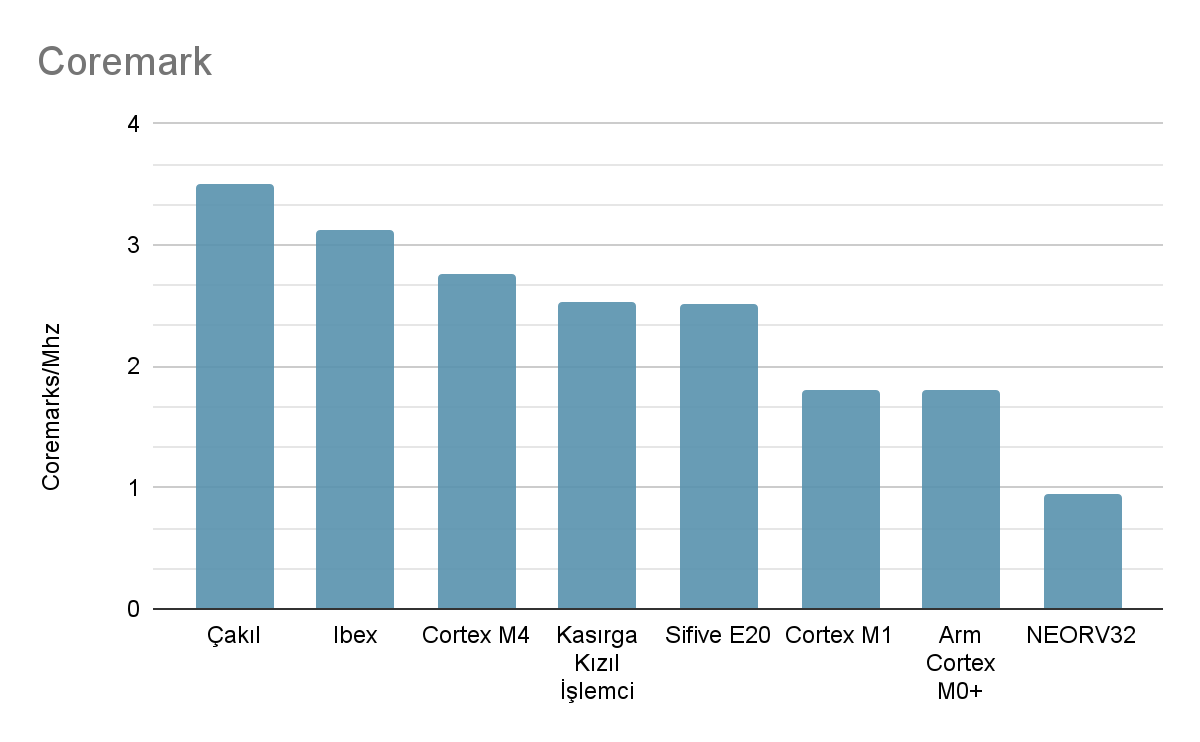 Coremark
4
3
2
1
0
Coremarks/Mhz
Çakıl
Ibex
Cortex M4
Kasırga
Kızıl
İşlemci
Sifive E20
Cortex M1
Arm
Cortex
M0+
NEORV32